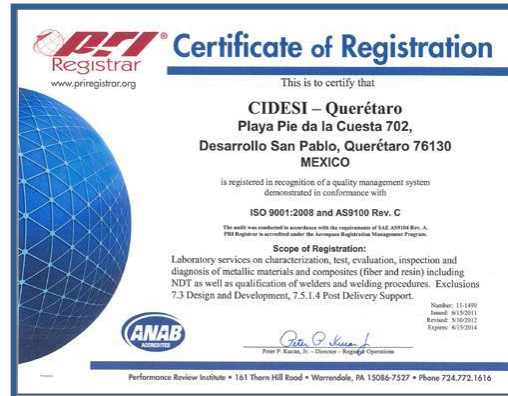 PRI
Registrar
www.priregistrar.org
Certificate of Registration
This is to certify that
CIDESI – Querétaro
Playa Pie da la Cuesta 702,
Desarrollo San Pablo, Querétaro 76130
MEXICO
is registered in recognition of a quality management system
demonstrated in conformance with
ISO 9001:2008 and AS9100 Rev. C
The audit was conducted in accordance with the requirements of SAE AS9104 Rev. A.
PRI Registrar is accredited under the Aerospace Registration Management Program.
Scope of Registration:
Laboratory services on characterization, test, evaluation, inspection and
diagnosis of metallic materials and composites (fiber and resin) including
NDT as well as qualification of welders and welding procedures. Exclusions
7.3 Design and Development, 7.5.1.4 Post Delivery Support.
Number: 11-1490
Issued: 6/15/2011
Revised: 5/10/2012
Expires: 6/15/2014
ANAB
ACCREDITED
Peter P. Kucan, Jr. – Director – Registrar Operations
Performance Review Institute • 161 Thorn Hill Road • Warrendale, PA 15086-7527 • Phone 724.772.1616